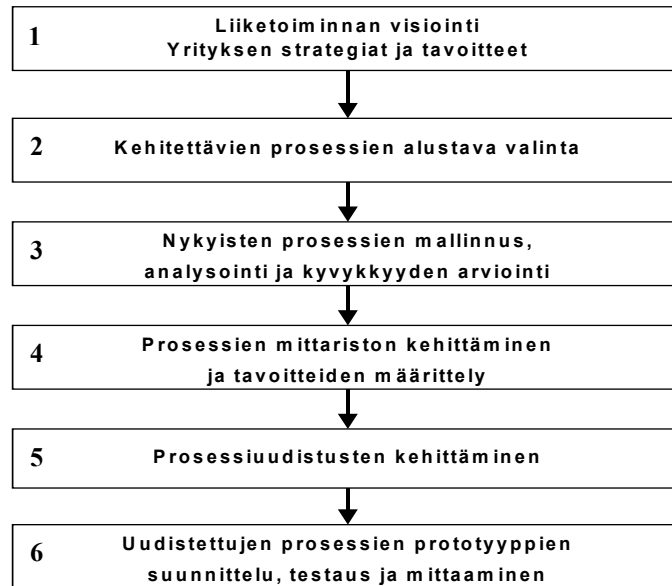 1
Liiketoiminnan visiointi
Yrityksen strategiat ja tavoitteet
2
Kehitettävien prosessien alustava valinta
3
Nykyisten prosessien mallinnus,
analysointi ja kyvykkyyden arviointi
4
Prosessien mittariston kehittäminen
ja tavoitteiden määrittely
5
Prosessiuudistusten kehittäminen
6
Uudistettujen prosessien prototyyppien
suunnittelu, testaus ja mittaaminen